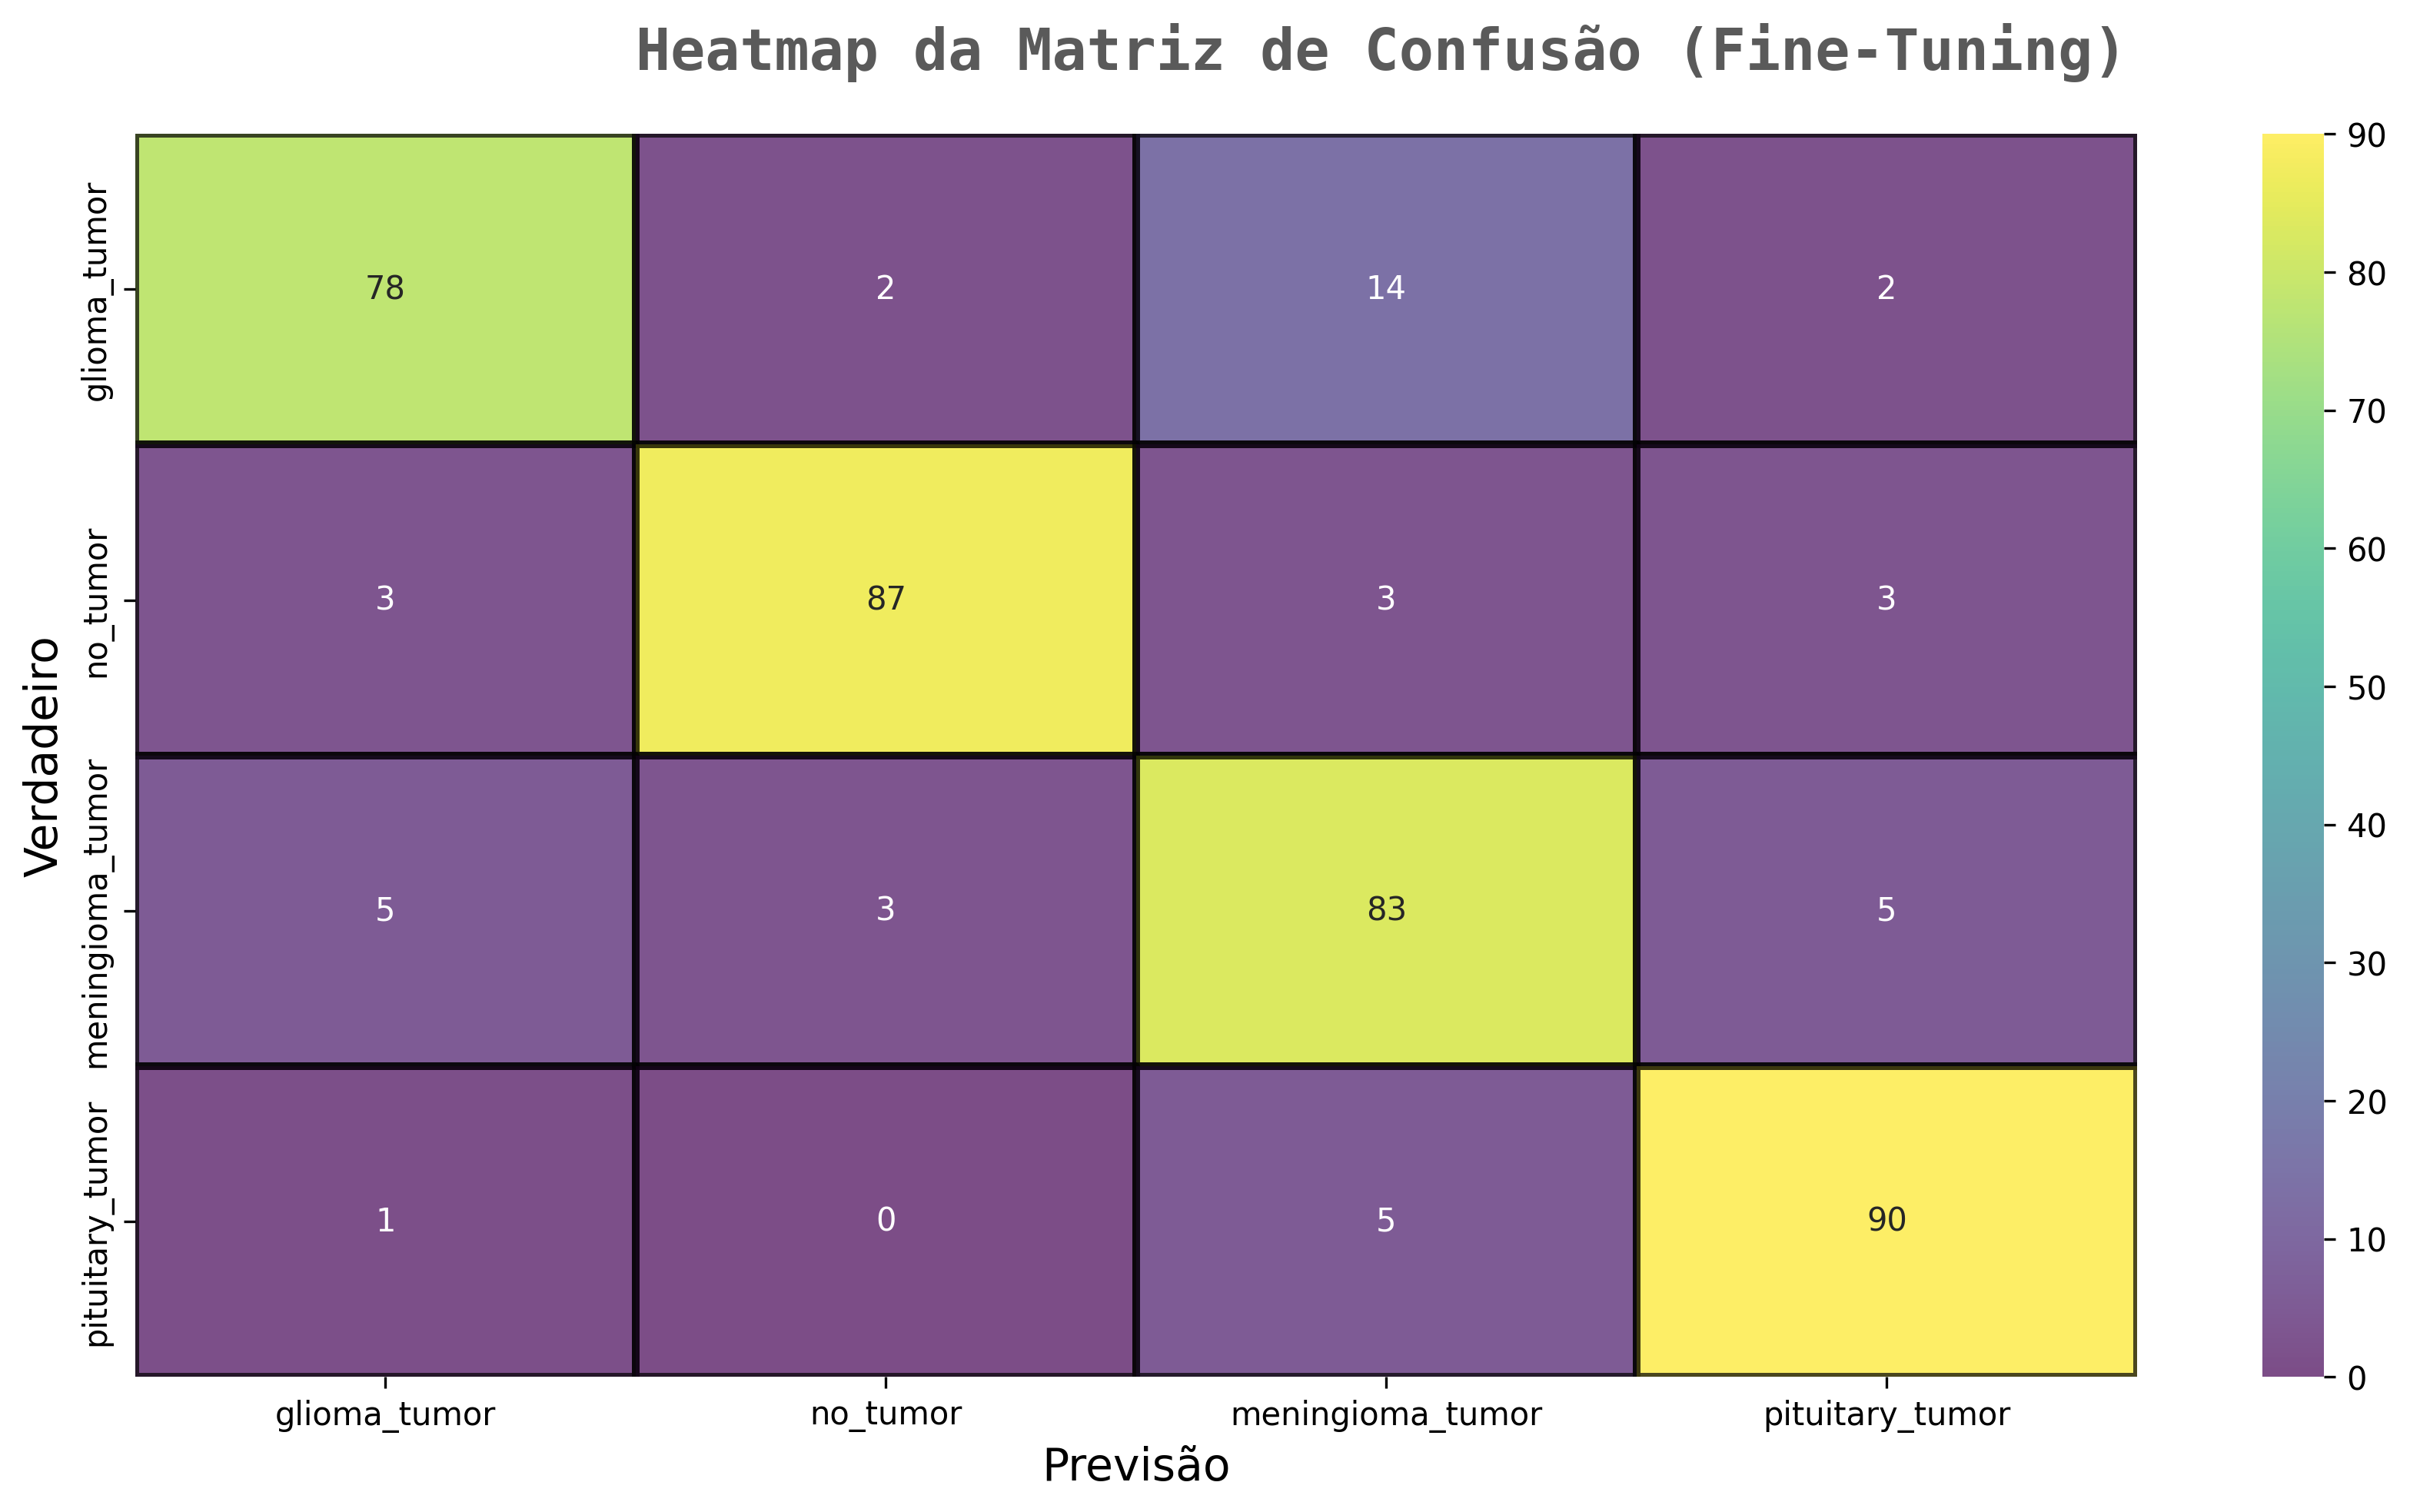 Heatmap da Matriz de Confusão (Fine-Tuning)
Verdadeiro
glioma_tumor 78 2 14 2
no_tumor 3 87 3 3
meningioma_tumor 5 3 83 5
pituitary_tumor 1 0 5 90
glioma_tumor no_tumor meningioma_tumor pituitary_tumor
Previsão
90
80
70
60
50
40
30
20
10
0